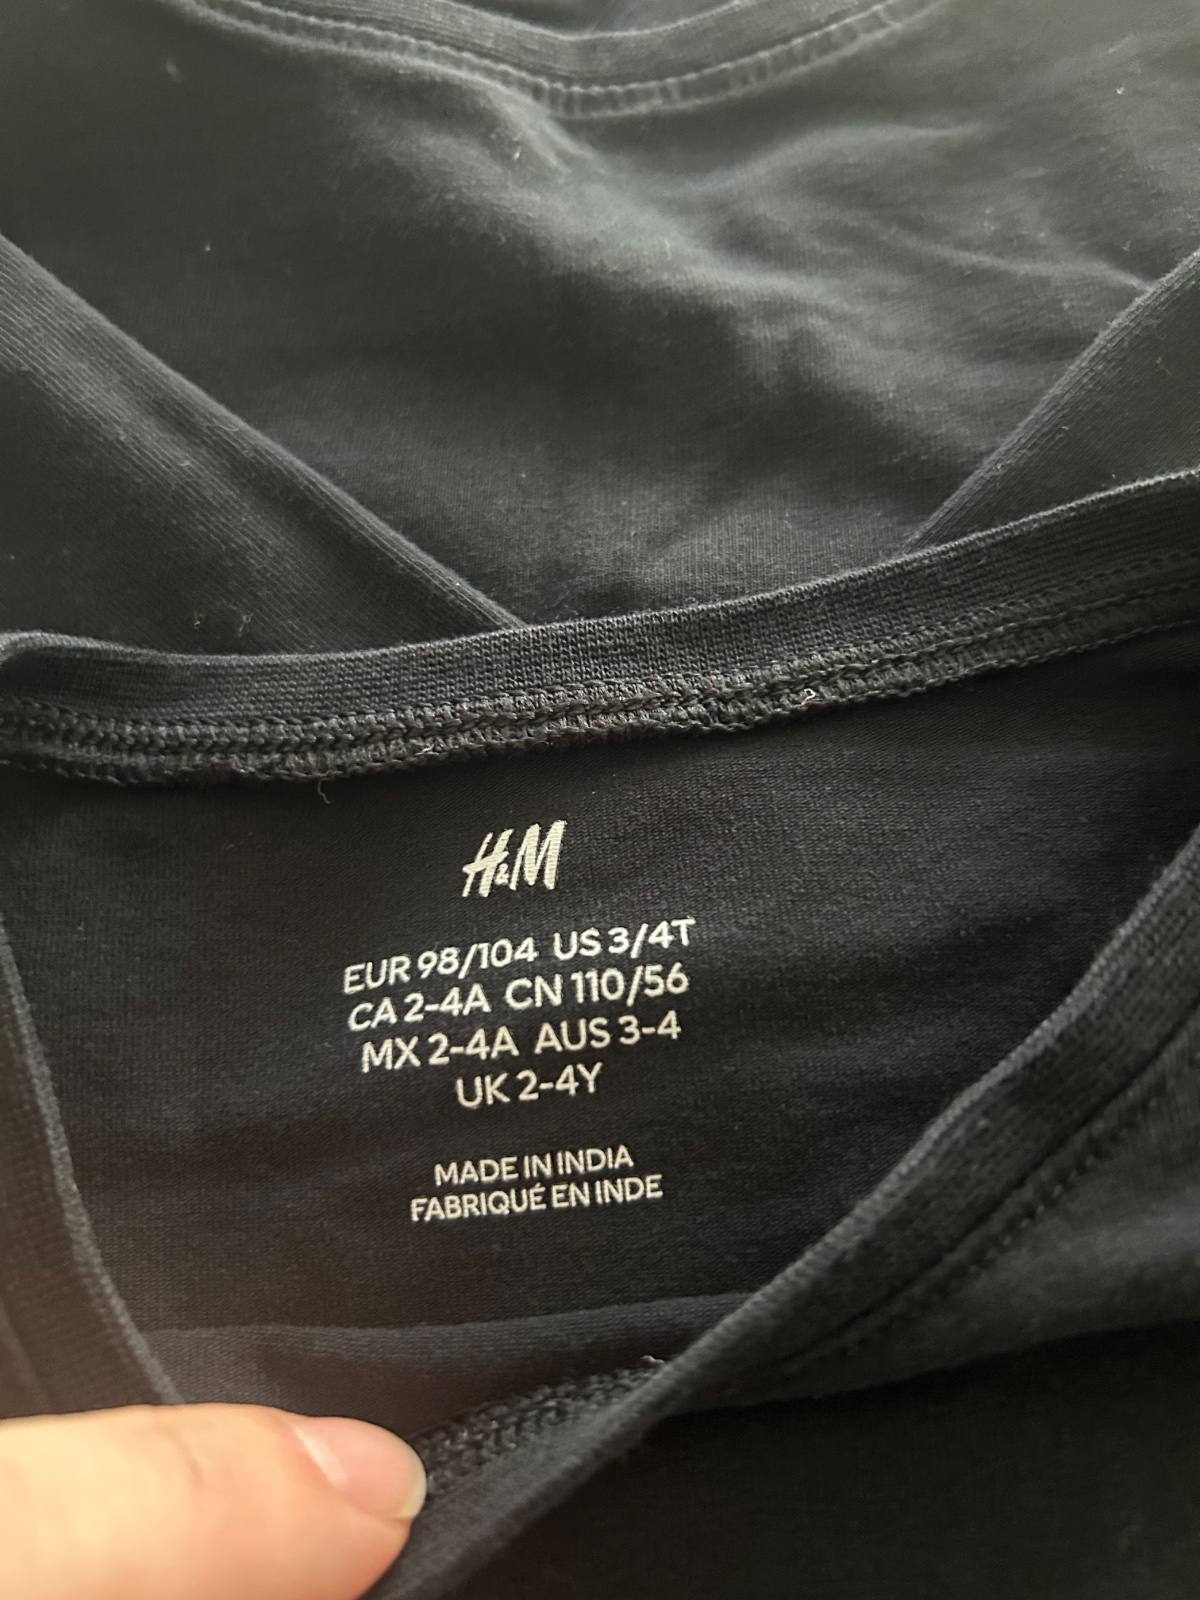 H&M
EUR 98/104 US 3/4T
CA 2-4A CN 110/56
MX 2-4A AUS 3-4
UK 2-4Y
MADE IN INDIA
FABRIQUÉ EN INDE